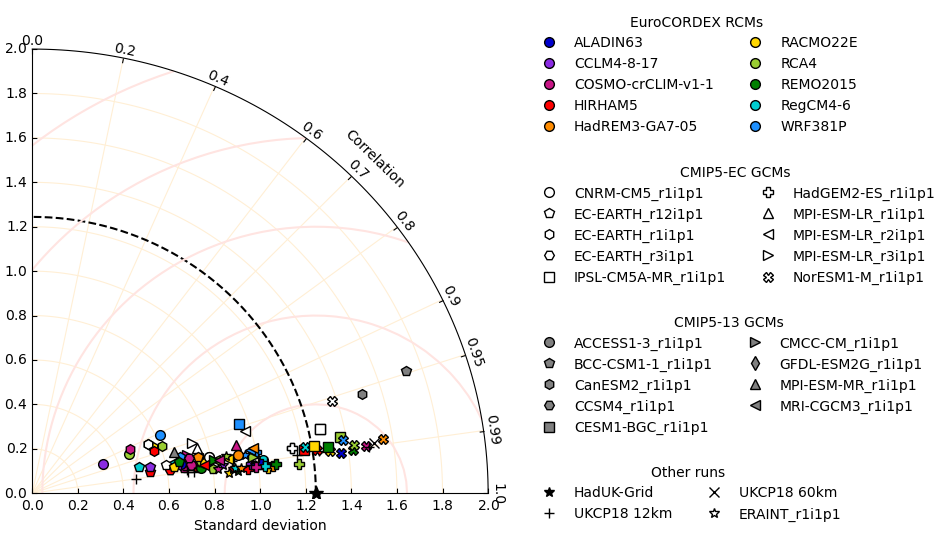 EuroCORDEX RCMs
ALADIN63 RACMO22E
CCLM4-8-17 RCA4
COSMO-crCLIM-v1-1 REMO2015
HIRHAM5 RegCM4-6
HadREM3-GA7-05 WRF381P
CMIP5-EC GCMs
CNRM-CM5_r1i1p1 HadGEM2-ES_r1i1p1
EC-EARTH_r12i1p1 MPI-ESM-LR_r1i1p1
EC-EARTH_r1i1p1 MPI-ESM-LR_r2i1p1
EC-EARTH_r3i1p1 MPI-ESM-LR_r3i1p1
IPSL-CM5A-MR_r1i1p1 NorESM1-M_r1i1p1
CMIP5-13 GCMs
ACCESS1-3_r1i1p1 CMCC-CM_r1i1p1
BCC-CSM1-1_r1i1p1 GFDL-ESM2G_r1i1p1
CanESM2_r1i1p1 MPI-ESM-MR_r1i1p1
CCSM4_r1i1p1 MRI-CGCM3_r1i1p1
CESM1-BGC_r1i1p1
Other runs
HadUK-Grid UKCP18 60km
UKCP18 12km ERAINT_r1i1p1
0.0
0.2
0.4
0.6
Correlation
0.7
0.8
0.9
0.95
0.99
1.0
2.0
1.8
1.6
1.4
1.2
1.0
0.8
0.6
0.4
0.2
0.0
0.0 0.2 0.4 0.6 0.8 1.0 1.2 1.4 1.6 1.8 2.0
Standard deviation